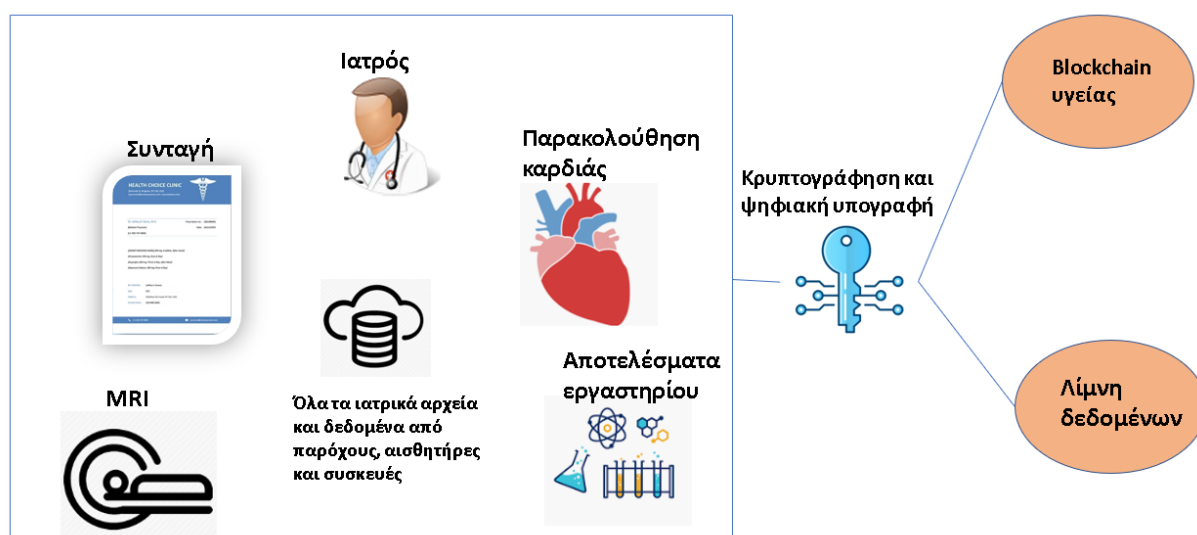 Ιατρός
Συνταγή
HEALTH CHOICE CLINIC
Παρακολούθηση
καρδιάς
Κρυπτογράφηση και
ψηφιακή υπογραφή
Blockchain
υγείας
MRI
Όλα τα ιατρικά αρχεία
και δεδομένα από
παρόχους, αισθητήρες
και συσκευές
Αποτελέσματα
εργαστηρίου
Λίμνη
δεδομένων